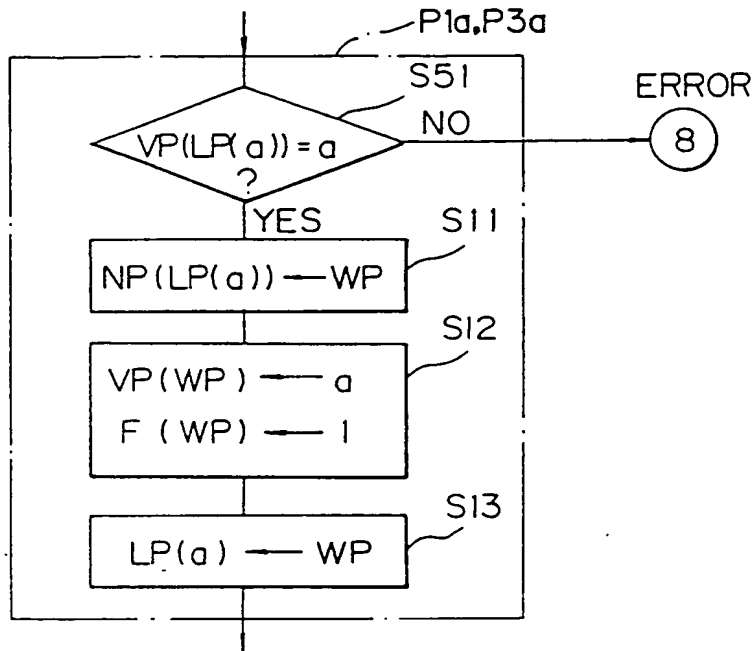 P1a.P3a
S51
ERROR
VP(LP(a)) = a
?
NO
8
YES
S11
NP(LP(a)) ← WP
S12
VP(WP) ← a
F (WP) ← 1
S13
LP(a) ← WP